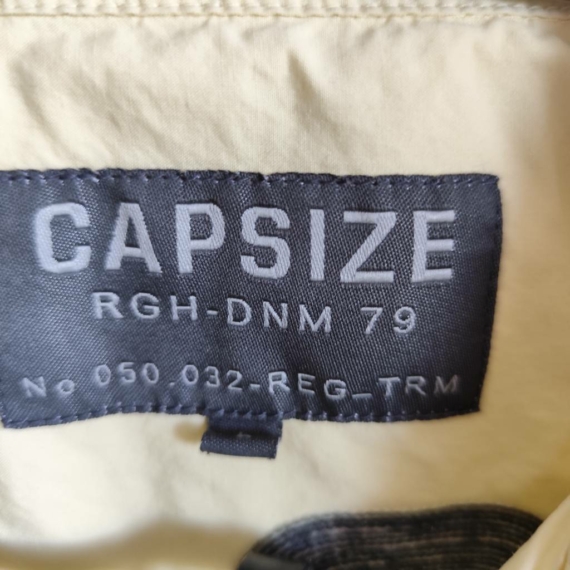 CAPSIZE
RGH-DNM 79
No 050.032-REG_TRM